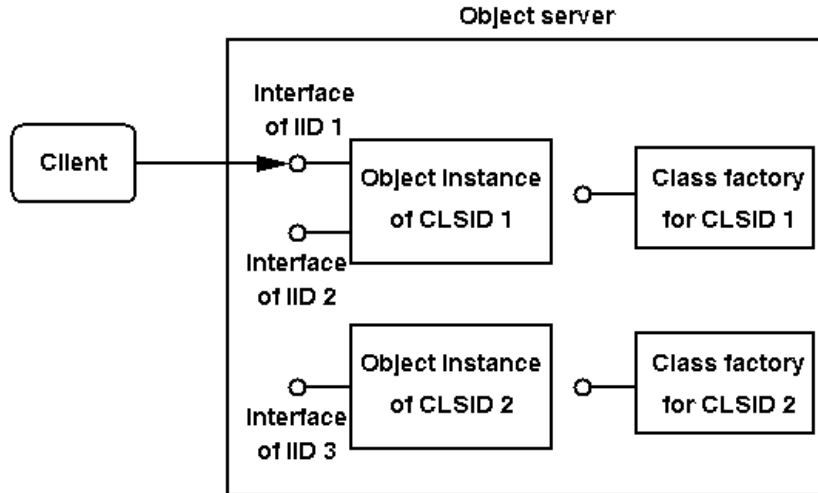 Object server
Interface
of IID 1
Client
Object Instance
of CLSID 1
Class factory
for CLSID 1
Interface
of IID 2
Object Instance
of CLSID 2
Class factory
for CLSID 2
Interface
of IID 3